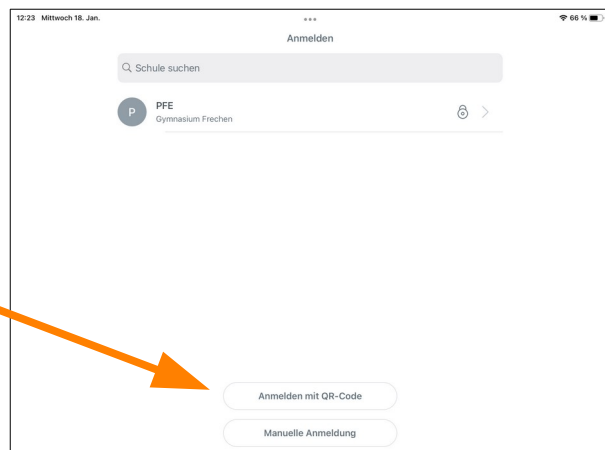 12:23 Mittwoch 18. Jan.
66 %
Anmelden
Schule suchen
P
PFE
Gymnasium Frechen
Anmelden mit QR-Code
Manuelle Anmeldung